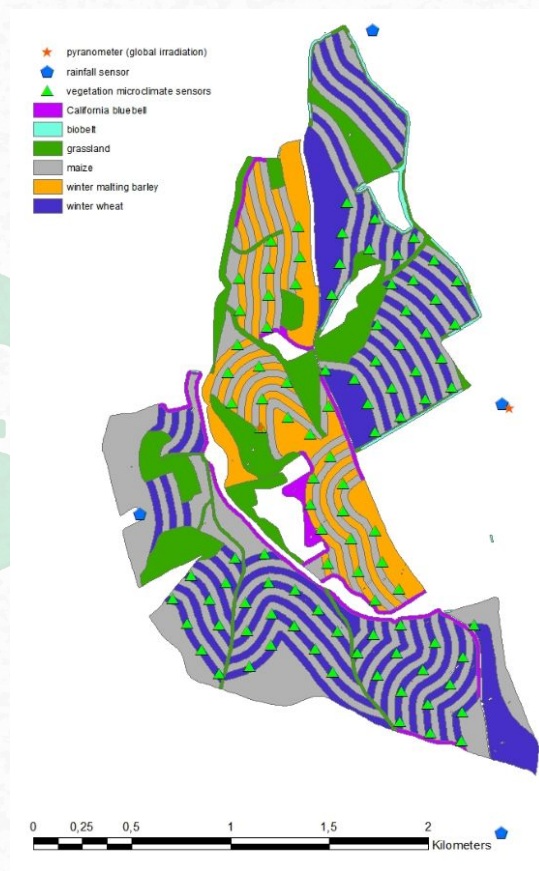 pyranometer (global irradiation)
rainfall sensor
vegetation microclimate sensors
California bluebell
biobelt
grassland
maize
winter malting barley
winter wheat
0 0,25 0,5 1 1,5 2
Kilometers